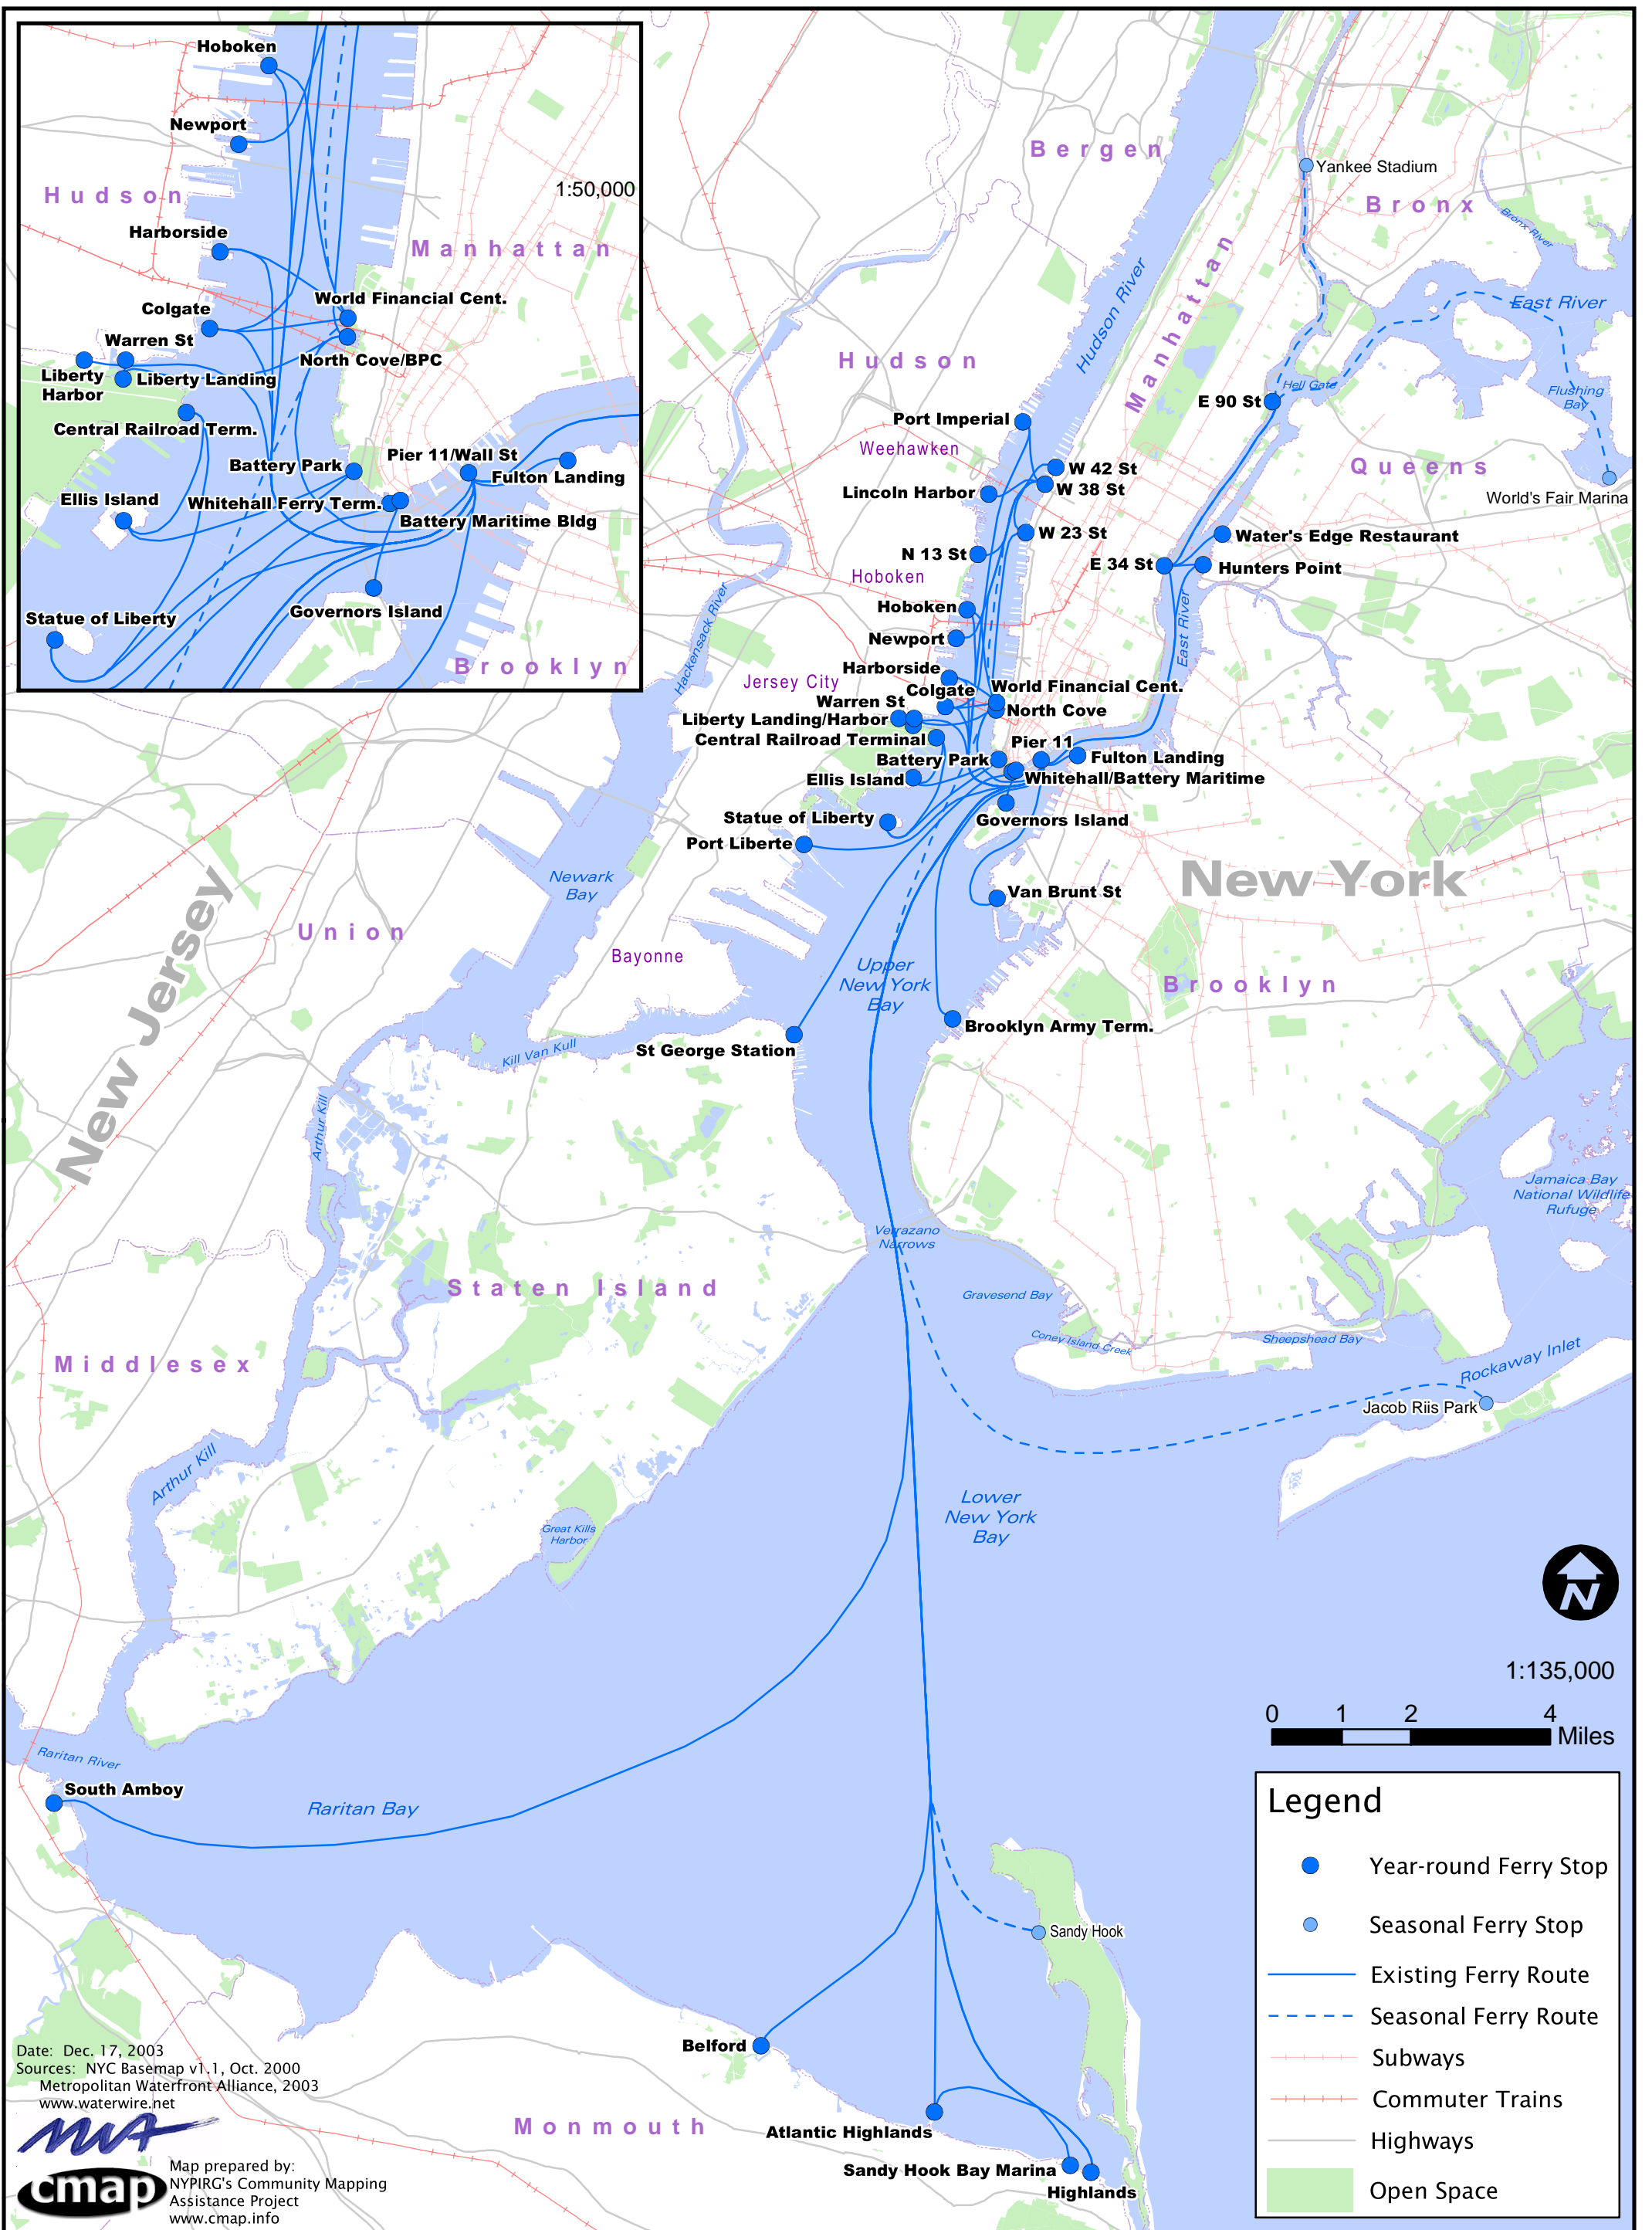 Hoboken
Newport
Hudson
1:50,000
Harborside
Manhattan
World Financial Cent.
Colgate
Warren St
North Cove/BPC
Liberty
Harbor
Liberty Landing
Central Railroad Term.
Battery Park
Pier 11/Wall St
Fulton Landing
Ellis Island
Whitehall Ferry Term.
Battery Maritime Bldg
Governors Island
Statue of Liberty
Brooklyn
Bergen
Yankee Stadium
Bronx
Bronx River
Hudson River
Manhattan
East River
Hudson
Hell Gate
Flushing
Bay
E 90 St
Port Imperial
Weehawken
W 42 St
Queens
W 38 St
Lincoln Harbor
World's Fair Marina
W 23 St
Water's Edge Restaurant
N 13 St
E 34 St
Hunters Point
Hoboken
Hackensack River
East River
Hoboken
Newport
Harborside
Jersey City
Colgate
World Financial Cent.
Warren St
North Cove
Liberty Landing/Harbor
Central Railroad Terminal
Pier 11
Battery Park
Fulton Landing
Ellis Island
Whitehall/Battery Maritime
Statue of Liberty
Governors Island
Port Liberte
New York
Newark
Bay
Van Brunt St
New Jersey
Union
Bayonne
Upper
New York
Bay
Brooklyn
Brooklyn Army Term.
St George Station
Kill Van Kull
Arthur Kill
Jamaica Bay
National Wildlife
Rufuge
Verrazano
Narrows
Staten Island
Gravesend Bay
Coney Island Creek
Sheepshead Bay
Rockaway Inlet
Middlesex
Jacob Riis Park
Arthur Kill
Lower
New York
Bay
Great Kills
Harbor
N
1:135,000
0 1 2 4
Miles
Raritan River
South Amboy
Raritan Bay
Sandy Hook
Belford
Atlantic Highlands
Monmouth
Sandy Hook Bay Marina
Highlands
Legend
Year-round Ferry Stop
Seasonal Ferry Stop
Existing Ferry Route
Seasonal Ferry Route
Subways
Commuter Trains
Highways
Open Space
Date: Dec. 17, 2003
Sources: NYC Basemap v1.1, Oct. 2000
Metropolitan Waterfront Alliance, 2003
www.waterwire.net
cmap
Map prepared by:
NYPIRG's Community Mapping
Assistance Project
www.cmap.info